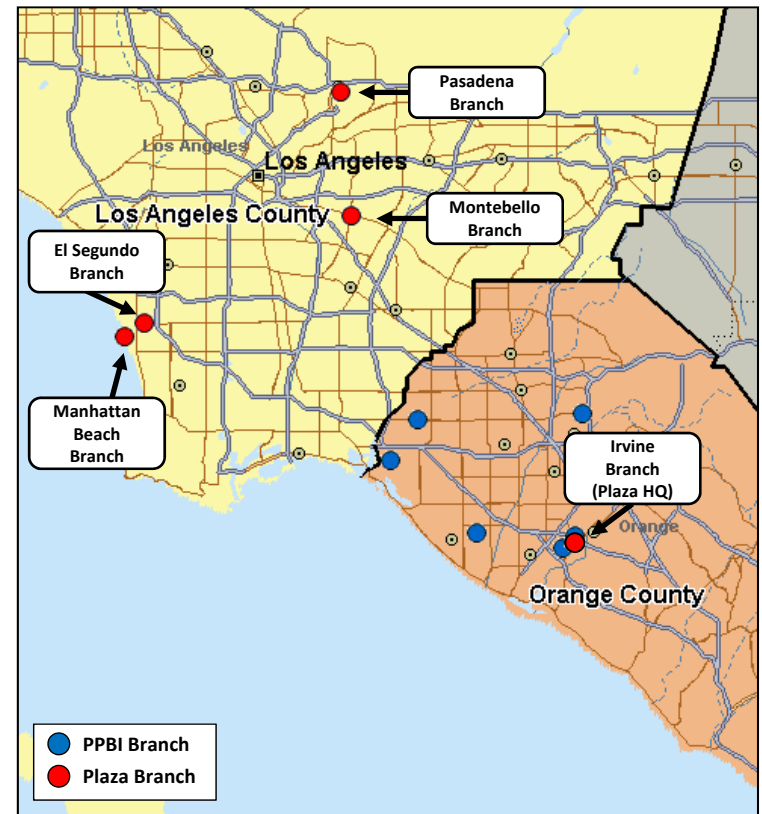 Pasadena
Branch
Los Angeles
Los Angeles
Montebello
Branch
Los Angeles County
El Segundo
Branch
Manhattan
Beach
Branch
Irvine
Branch
(Plaza HQ)
Orange
Orange County
PPBI Branch
Plaza Branch